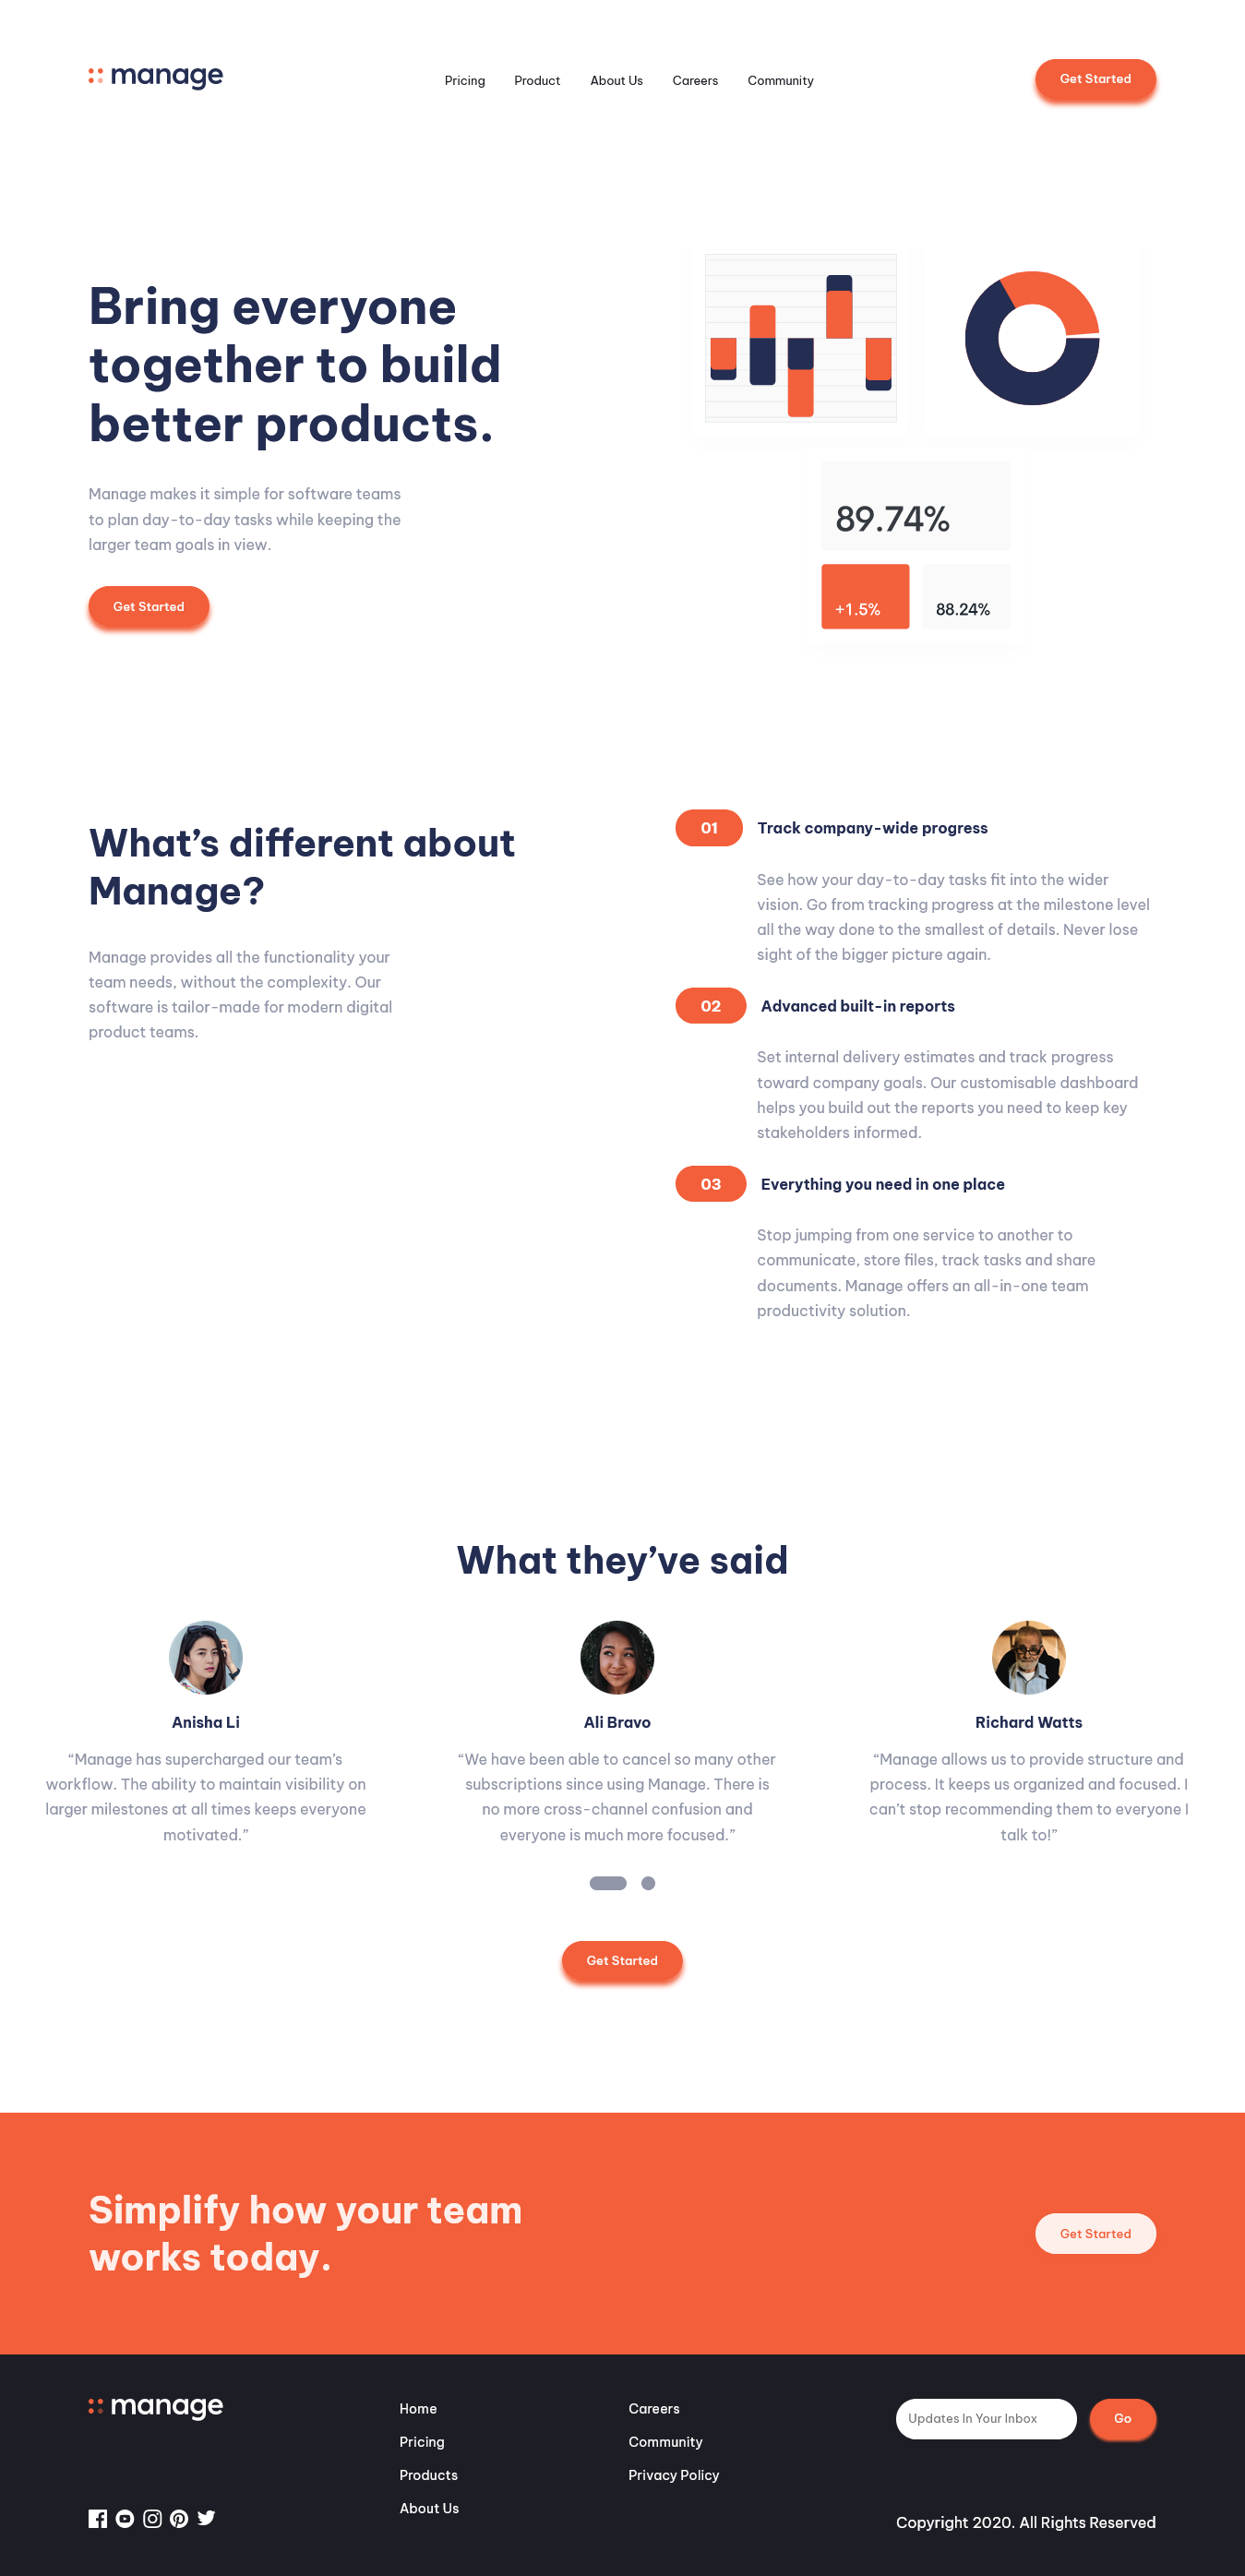 manage
Pricing Product About Us Careers Community
Get Started
Bring everyone
together to build
better products.
Manage makes it simple for software teams
to plan day-to-day tasks while keeping the
larger team goals in view.
Get Started
89.74%
+1.5%
88.24%
What’s different about
Manage?
Manage provides all the functionality your
team needs, without the complexity. Our
software is tailor-made for modern digital
product teams.
01 Track company-wide progress
See how your day-to-day tasks fit into the wider
vision. Go from tracking progress at the milestone level
all the way done to the smallest of details. Never lose
sight of the bigger picture again.
02 Advanced built-in reports
Set internal delivery estimates and track progress
toward company goals. Our customisable dashboard
helps you build out the reports you need to keep key
stakeholders informed.
03 Everything you need in one place
Stop jumping from one service to another to
communicate, store files, track tasks and share
documents. Manage offers an all-in-one team
productivity solution.
What they’ve said
Anisha Li
“Manage has supercharged our team’s
workflow. The ability to maintain visibility on
larger milestones at all times keeps everyone
motivated.”
Ali Bravo
“We have been able to cancel so many other
subscriptions since using Manage. There is
no more cross-channel confusion and
everyone is much more focused.”
Richard Watts
“Manage allows us to provide structure and
process. It keeps us organized and focused. I
can’t stop recommending them to everyone I
talk to!”
Get Started
Simplify how your team
works today.
Get Started
manage
Home
Pricing
Products
About Us
Careers
Community
Privacy Policy
Updates In Your Inbox
Go
Copyright 2020. All Rights Reserved